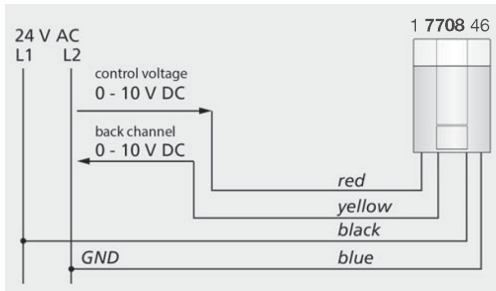 1 7708 46
24 V AC
L1 L2
control voltage
0 - 10 V DC
back channel
0 - 10 V DC
red
yellow
black
GND blue